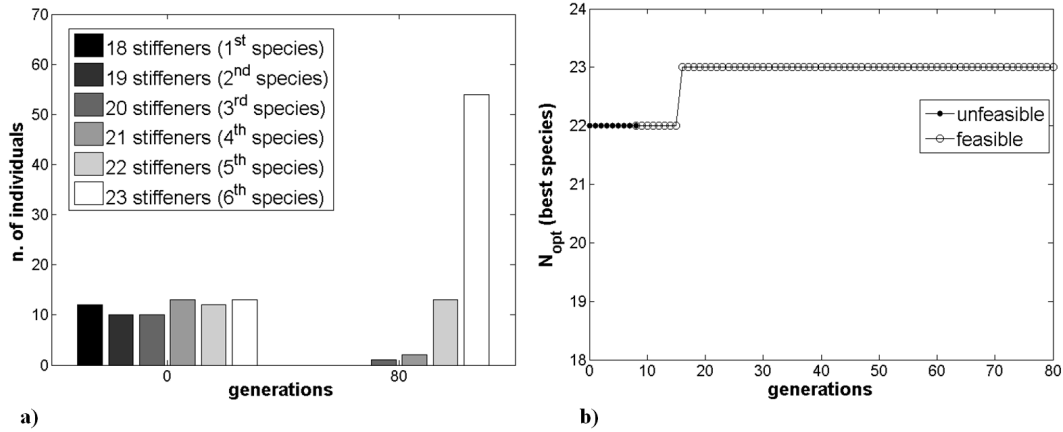 70
60
50
40
30
20
10
0
n. of individuals
18 stiffeners (1st species)
19 stiffeners (2nd species)
20 stiffeners (3rd species)
21 stiffeners (4th species)
22 stiffeners (5th species)
23 stiffeners (6th species)
0 80
generations
a)
24
23
22
21
20
19
18
Nopt (best species)
unfeasible
feasible
0 10 20 30 40 50 60 70 80
generations
b)